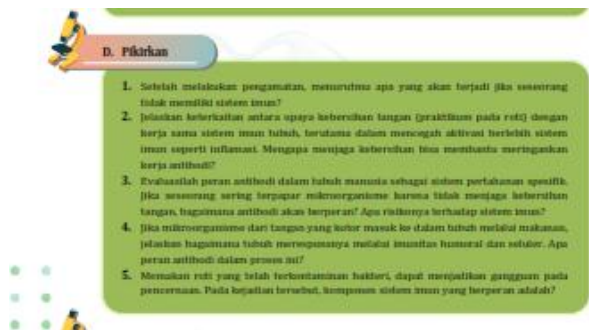 D. Pikirkan
1. Setelah melakukan pengamatan, menurutmu apa yang akan terjadi jika seseorang
tidak memiliki sistem imun?
2. Jelaskan keterkaitan antara upaya kebersihan tangan (praktikum pada roti) dengan
kerja sama sistem imun tubuh, terutama dalam mencegah aktivasi berlebih sistem
imun seperti inflamasi. Mengapa menjaga kebersihan bisa membantu meringankan
kerja antibodi?
3. Evaluasilah peran antibodi dalam tubuh manusia sebagai sistem pertahanan spesifik.
Jika seseorang sering terpapar mikroorganisme karena tidak menjaga kebersihan
tangan, bagaimana antibodi akan berperan? Apa risikonya terhadap sistem imun?
4. Jika mikroorganisme dari tangan yang kotor masuk ke dalam tubuh melalui makanan,
jelaskan bagaimana tubuh meresponsnya melalui imunitas humoral dan seluler. Apa
peran antibodi dalam proses ini?
5. Memakan roti yang telah terkontaminan bakteri, dapat menjadikan gangguan pada
pencernaan. Pada kejadian tersebut, komponen sistem imun yang berperan adalah?